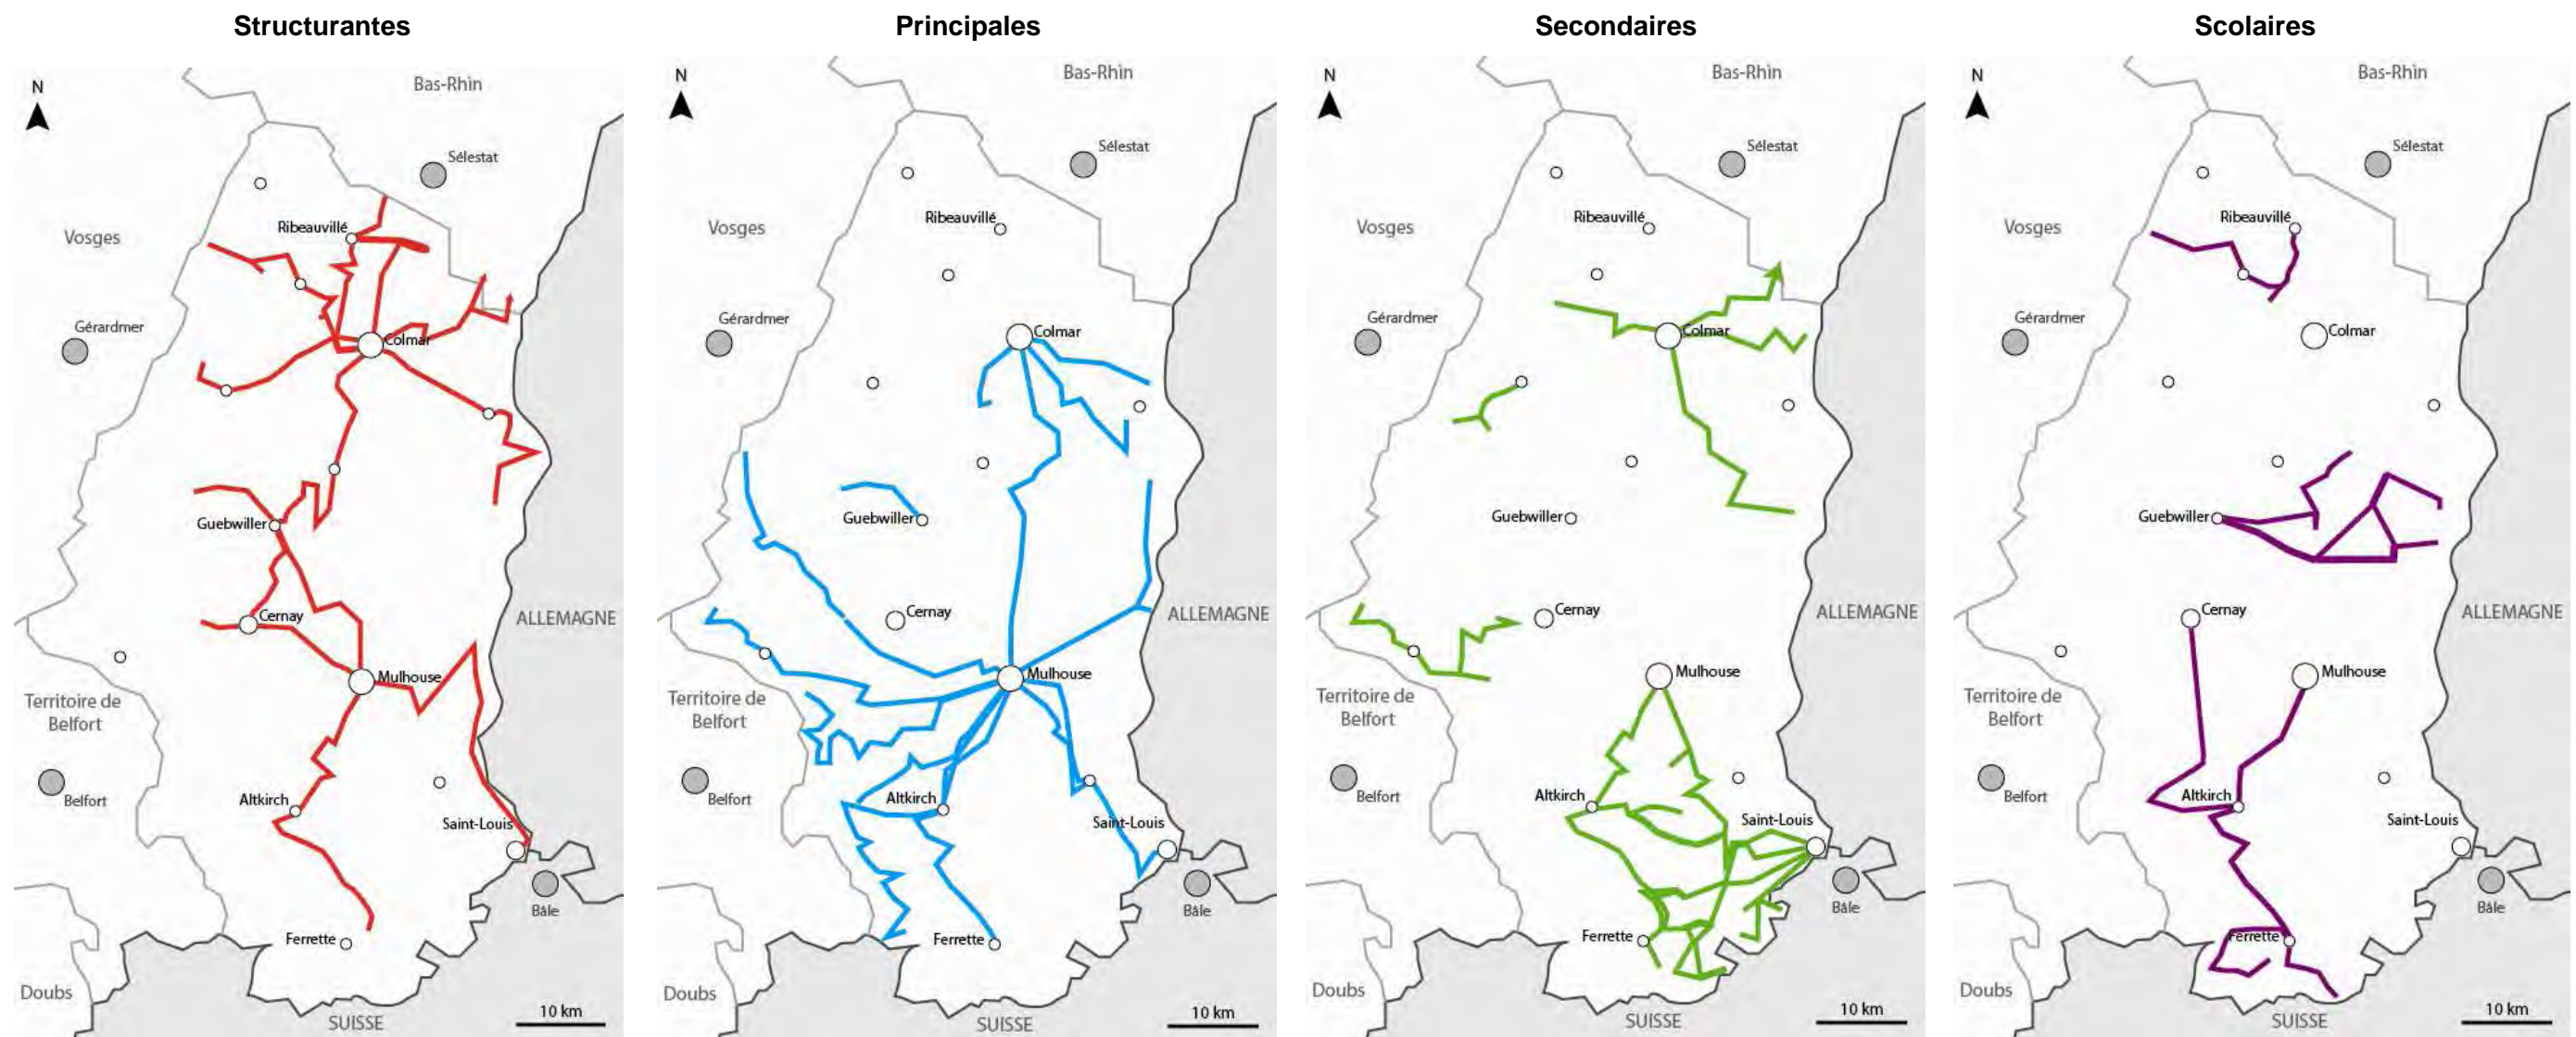 Structurantes
N
Bas-Rhin
Sélestat
Ribeauvillé
Vosges
Gérardmer
Colmar
Guebwiller
Cernay
ALLEMAGNE
Mulhouse
Territoire de
Belfort
Belfort
Altkirch
Saint-Louis
Bâle
Ferrette
Doubs
10 km
SUISSE
Principales
N
Bas-Rhin
Sélestat
Ribeauvillé
Vosges
Gérardmer
Colmar
Guebwiller
Cernay
ALLEMAGNE
Mulhouse
Territoire de
Belfort
Belfort
Altkirch
Saint-Louis
Bâle
Ferrette
Doubs
10 km
SUISSE
Secondaires
N
Bas-Rhin
Sélestat
Ribeauvillé
Vosges
Gérardmer
Colmar
Guebwiller
Cernay
ALLEMAGNE
Mulhouse
Territoire de
Belfort
Belfort
Altkirch
Saint-Louis
Bâle
Ferrette
Doubs
10 km
SUISSE
Scolaires
N
Bas-Rhin
Sélestat
Ribeauvillé
Vosges
Gérardmer
Colmar
Guebwiller
Cernay
ALLEMAGNE
Mulhouse
Territoire de
Belfort
Belfort
Altkirch
Saint-Louis
Bâle
Ferrette
Doubs
10 km
SUISSE